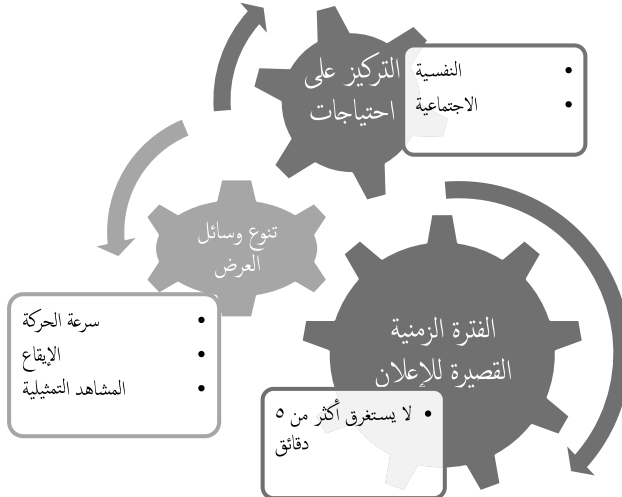 التركيز على
احتياجات
• النفسية
• الاجتماعية
تنوع وسائل
العرض
• سرعة الحركة
• الإيقاع
• المشاهد التمثيلية
الفترة الزمنية
القصيرة للإعلان
• لا يستغرق أكثر من ٥
دقائق